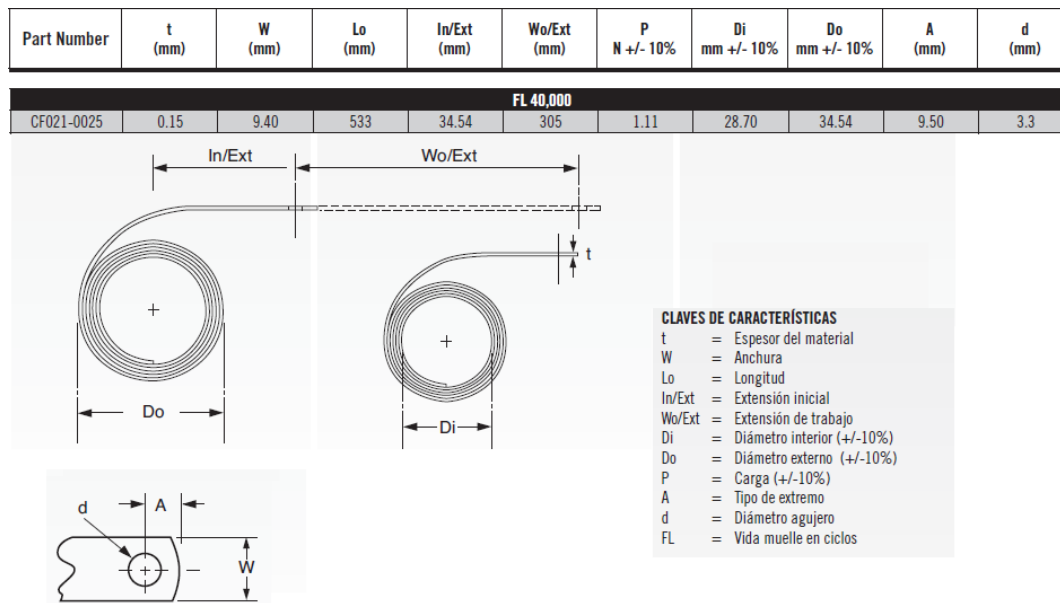 Part Number t (mm) W (mm) Lo (mm) In/Ext (mm) Wo/Ext (mm) P N +/- 10% Di mm +/- 10% Do mm +/- 10% A (mm) d (mm)
FL 40,000
CF021-0025 0.15 9.40 533 34.54 305 1.11 28.70 34.54 9.50 3.3
In/Ext Wo/Ext
t
Do
Di
CLAVES DE CARACTERÍSTICAS
t = Espesor del material
W = Anchura
Lo = Longitud
In/Ext = Extensión inicial
Wo/Ext = Extensión de trabajo
Di = Diámetro interior (+/-10%)
Do = Diámetro externo (+/-10%)
P = Carga (+/-10%)
A = Tipo de extremo
d = Diámetro agujero
FL = Vida muelle en ciclos
d A
W